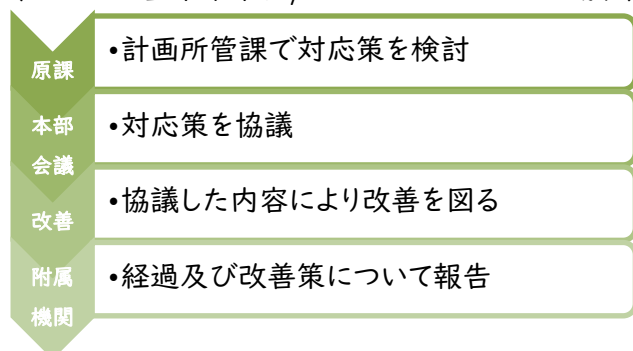 原課
•計画所管課で対応策を検討
本部
会議
•対応策を協議
改善
•協議した内容により改善を図る
附属
機関
•経過及び改善策について報告